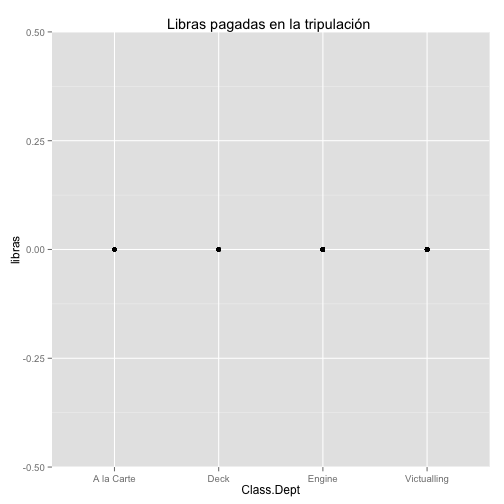 Libras pagadas en la tripulación
0.50
0.25
0.00
-0.25
-0.50
libras
A la Carte Deck Engine Victualling
Class.Dept